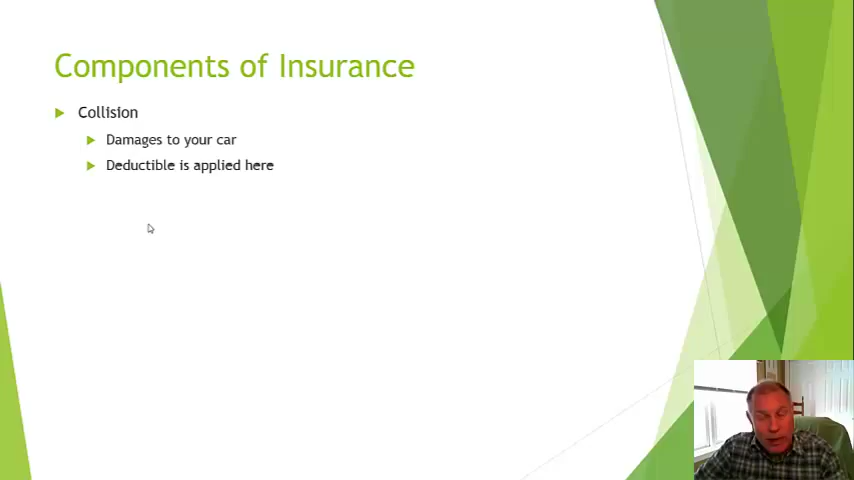 Components of Insurance
Collision
Damages to your car
Deductible is applied here